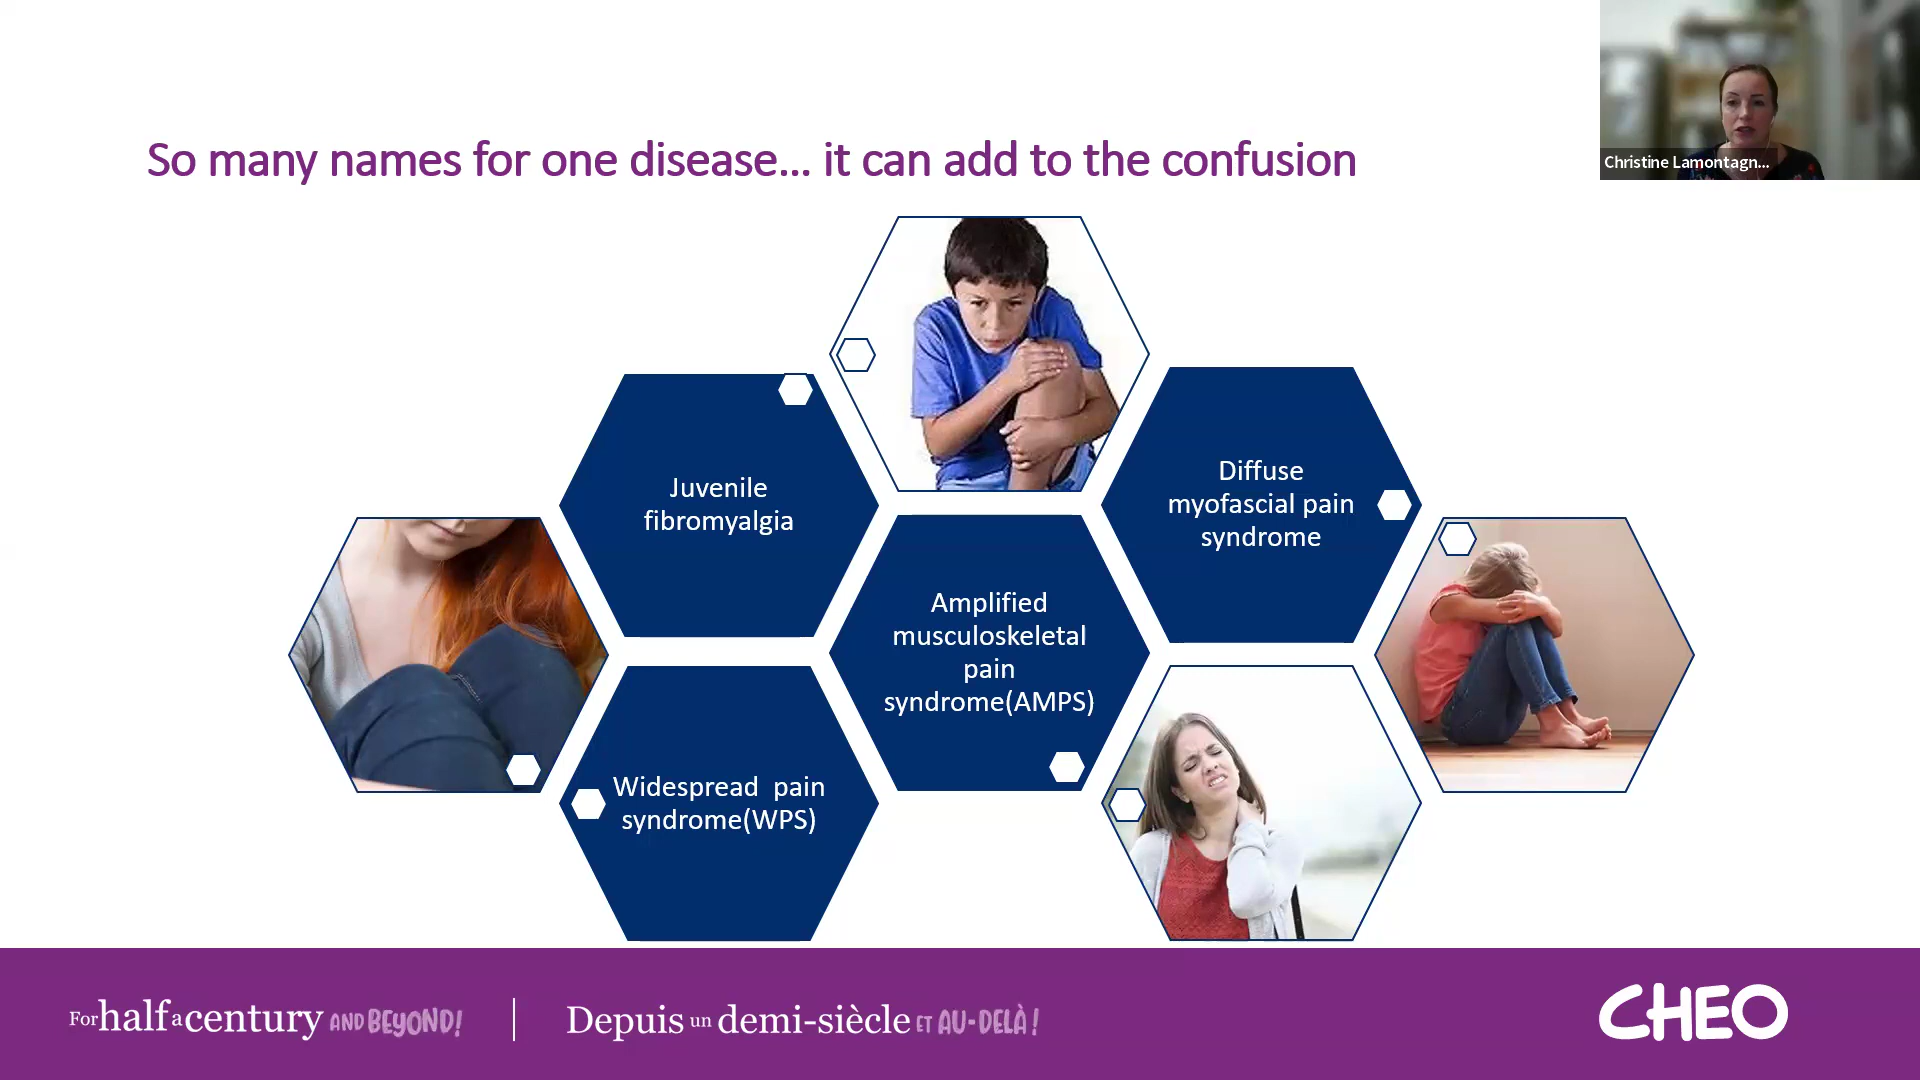 So many names for one disease... it can add to the confusion
Christine Lamontagn...
Juvenile
fibromyalgia
Diffuse
myofascial pain
syndrome
Amplified
musculoskeletal
pain
syndrome(AMPS)
Widespread  pain
syndrome(WPS)
For half a century AND BEYOND!
Depuis un demi-siècle ET AU-DELÀ!
CHEO